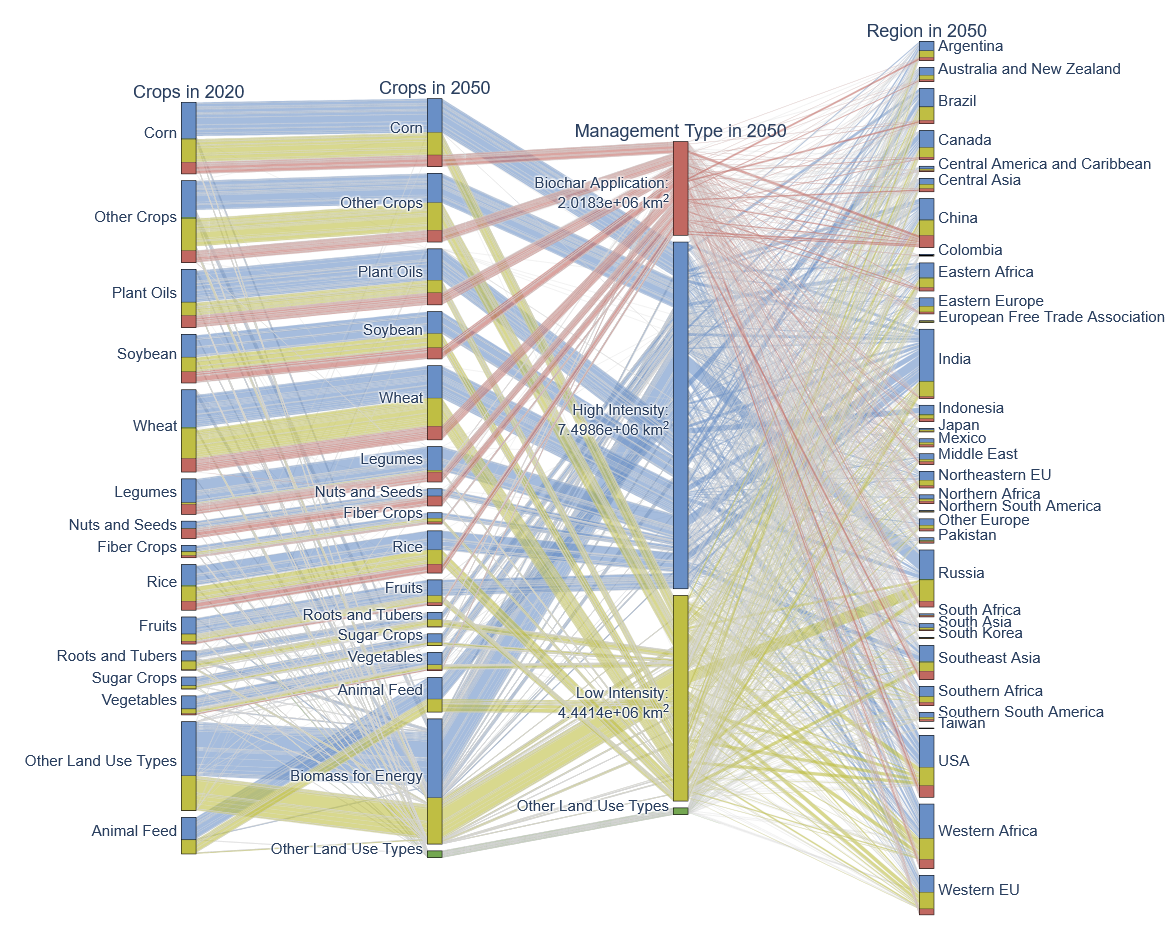 Crops in 2020
Corn
Other Crops
Plant Oils
Soybean
Wheat
Legumes
Nuts and Seeds
Fiber Crops
Rice
Fruits
Roots and Tubers
Sugar Crops
Vegetables
Other Land Use Types
Animal Feed
Crops in 2050
Corn
Other Crops
Plant Oils
Soybean
Wheat
Legumes
Nuts and Seeds
Fiber Crops
Rice
Fruits
Roots and Tubers
Sugar Crops
Vegetables
Animal Feed
Biomass for Energy
Other Land Use Types
Management Type in 2050
Biochar Application:
2.0183e+06 km²
High Intensity:
7.4986e+06 km²
Low Intensity:
4.4414e+06 km²
Other Land Use Types
Region in 2050
Argentina
Australia and New Zealand
Brazil
Canada
Central America and Caribbean
Central Asia
China
Colombia
Eastern Africa
Eastern Europe
European Free Trade Association
India
Indonesia
Japan
Mexico
Middle East
Northeastern EU
Northern Africa
Northern South America
Other Europe
Pakistan
Russia
South Africa
South Asia
South Korea
Southeast Asia
Southern Africa
Southern South America
Taiwan
USA
Western Africa
Western EU